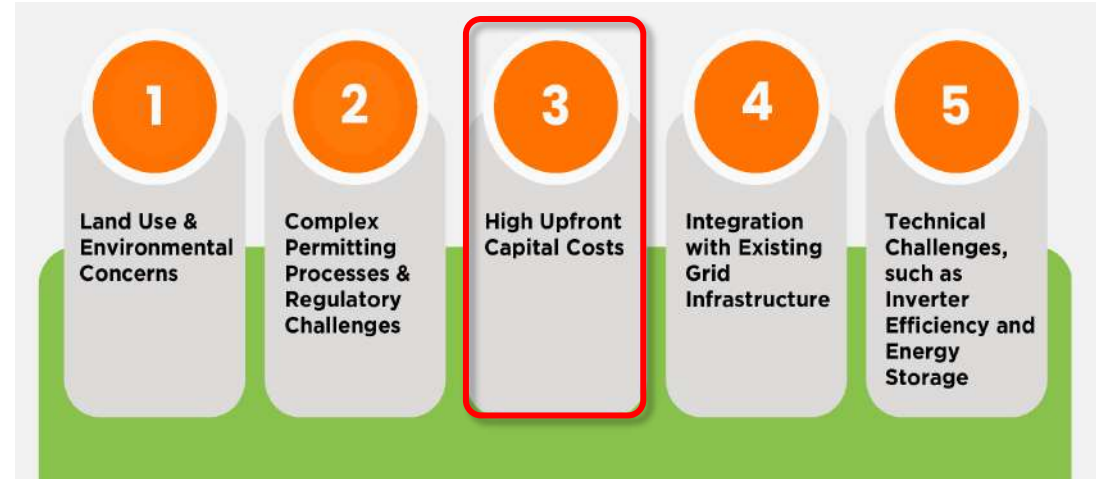 1
Land Use &
Environmental
Concerns
2
Complex
Permitting
Processes &
Regulatory
Challenges
3
High Upfront
Capital Costs
4
Integration
with Existing
Grid
Infrastructure
5
Technical
Challenges,
such as
Inverter
Efficiency and
Energy
Storage